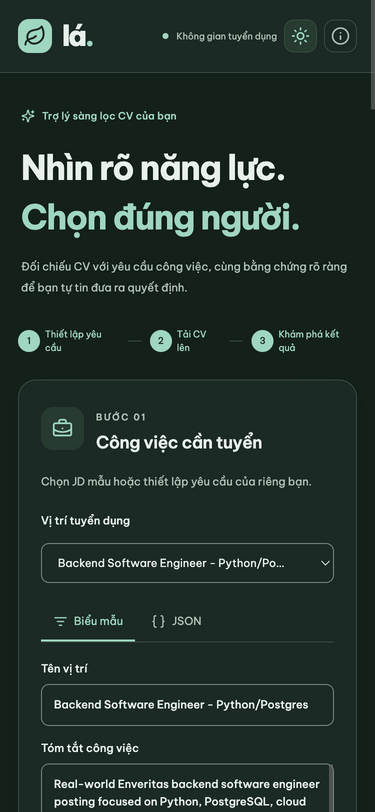 lá.
Không gian tuyển dụng
Trợ lý sàng lọc CV của bạn
Nhìn rõ năng lực.
Chọn đúng người.
Đối chiếu CV với yêu cầu công việc, cùng bằng chứng rõ ràng
để bạn tự tin đưa ra quyết định.
1 Thiết lập yêu cầu
2 Tải CV lên
3 Khám phá kết quả
BƯỚC 01
Công việc cần tuyển
Chọn JD mẫu hoặc thiết lập yêu cầu của riêng bạn.
Vị trí tuyển dụng
Backend Software Engineer - Python/Po...
Biểu mẫu
{ } JSON
Tên vị trí
Backend Software Engineer - Python/Postgres
Tóm tắt công việc
Real-world Enveritas backend software engineer
posting focused on Python, PostgreSQL, cloud